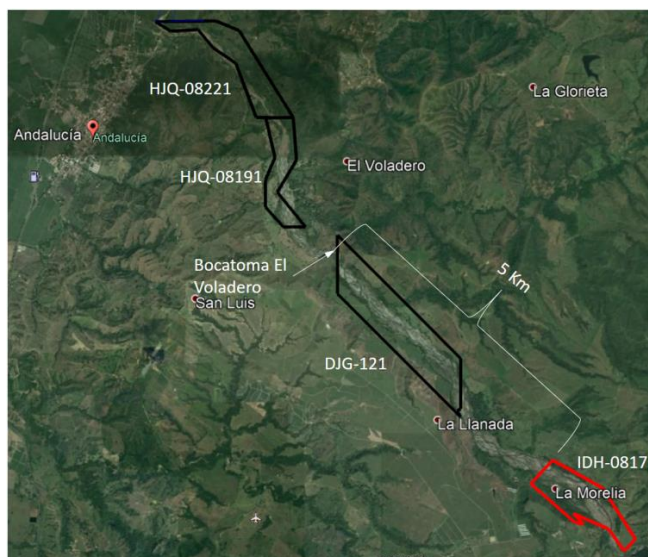 HJQ-08221
La Glorieta
Andalucía
Andalucía
El Voladero
HJQ-08191
Bocatoma El
Voladero
5 Km
San Luis
DJG-121
La Llanada
IDH-0817
La Morelia